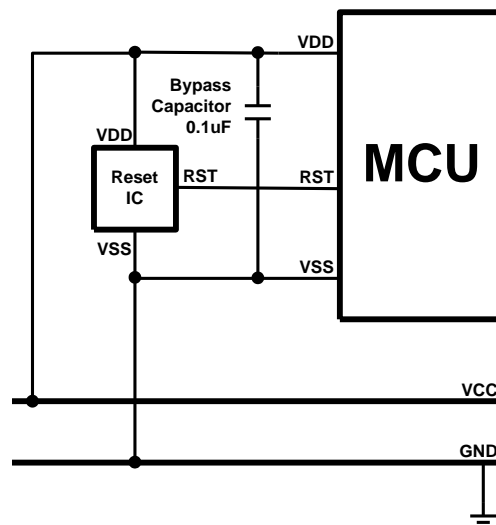 VDD
Bypass
Capacitor
0.1uF
VDD
Reset
IC
RST
RST
MCU
VSS
VSS
VCC
GND